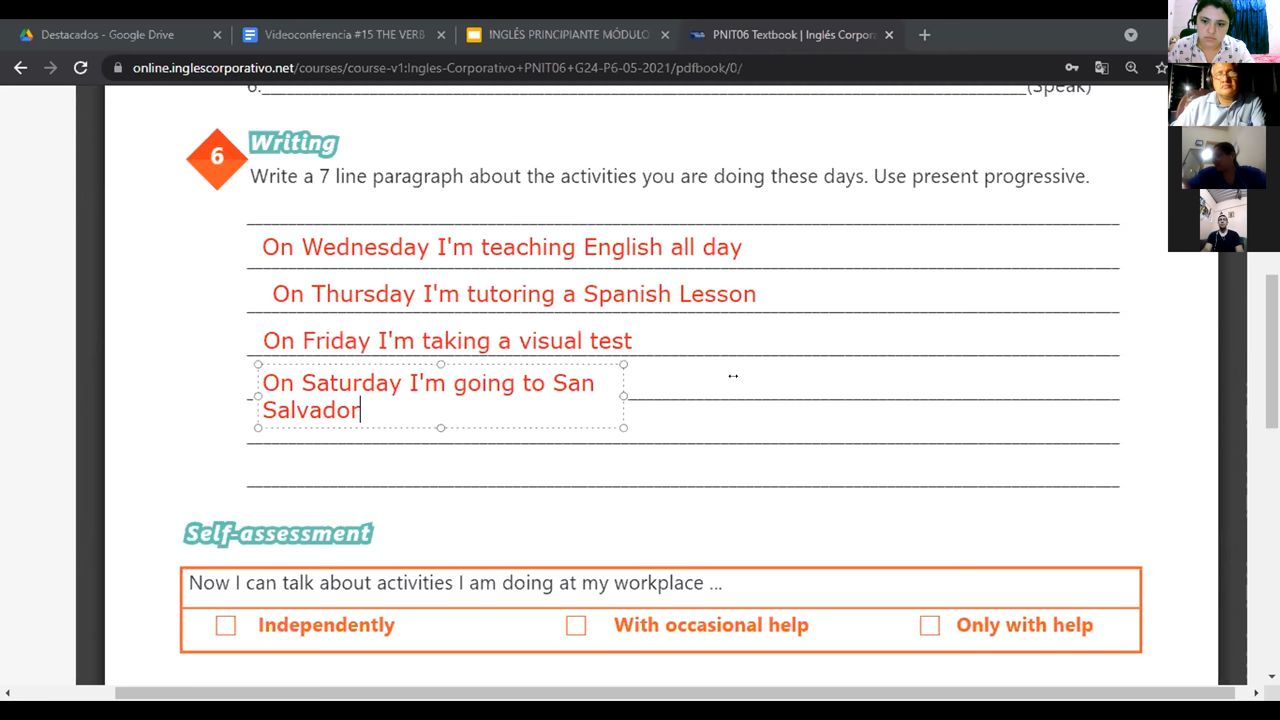 Destacados - Google Drive
Videoconferencia #15 THE VERB
INGLÉS PRINCIPIANTE MÓDULO
PNIT06 Textbook | Inglés Corpor
online.inglescorporativo.net/courses/course-v1:Ingles-Corporativo+PNIT06+G24-P6-05-2021/pdfbook/0/
6. (Speak)
6 Writing
Write a 7 line paragraph about the activities you are doing these days. Use present progressive.
On Wednesday I'm teaching English all day
On Thursday I'm tutoring a Spanish Lesson
On Friday I'm taking a visual test
On Saturday I'm going to San
Salvador
Self-assessment
Now I can talk about activities I am doing at my workplace ...
Independently With occasional help Only with help